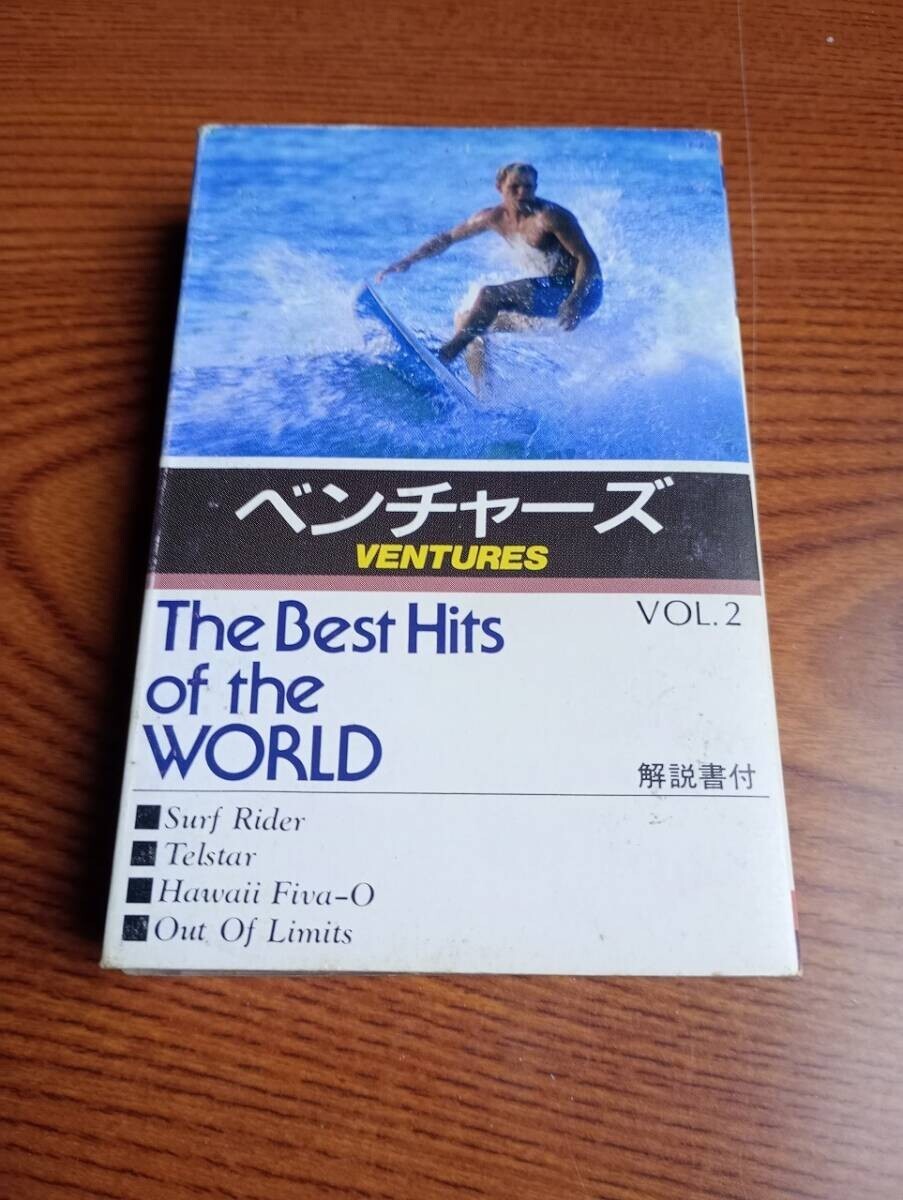 ベンチャーズ
VENTURES
VOL.2
The Best Hits
of the
WORLD
解説書付
■Surf Rider
■Telstar
■Hawaii Fiva-O
■Out Of Limits